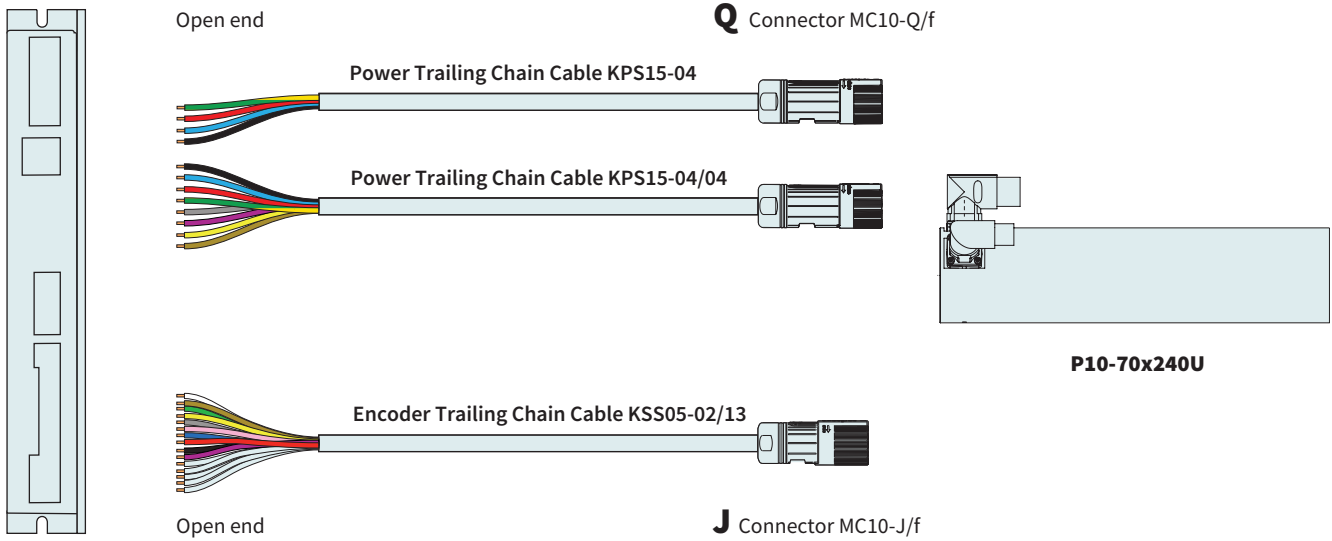 Open end
Q Connector MC10-Q/f
Power Trailing Chain Cable KPS15-04
Power Trailing Chain Cable KPS15-04/04
P10-70x240U
Encoder Trailing Chain Cable KSS05-02/13
Open end
J Connector MC10-J/f